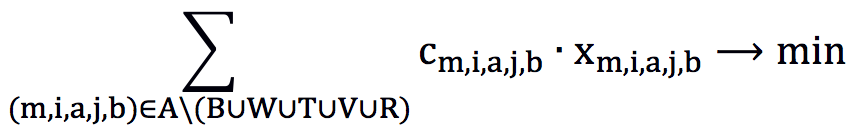 ∑ c_{m,i,a,j,b} · x_{m,i,a,j,b} ⟶ min
(m,i,a,j,b)∈A\(B∪W∪T∪V∪R)